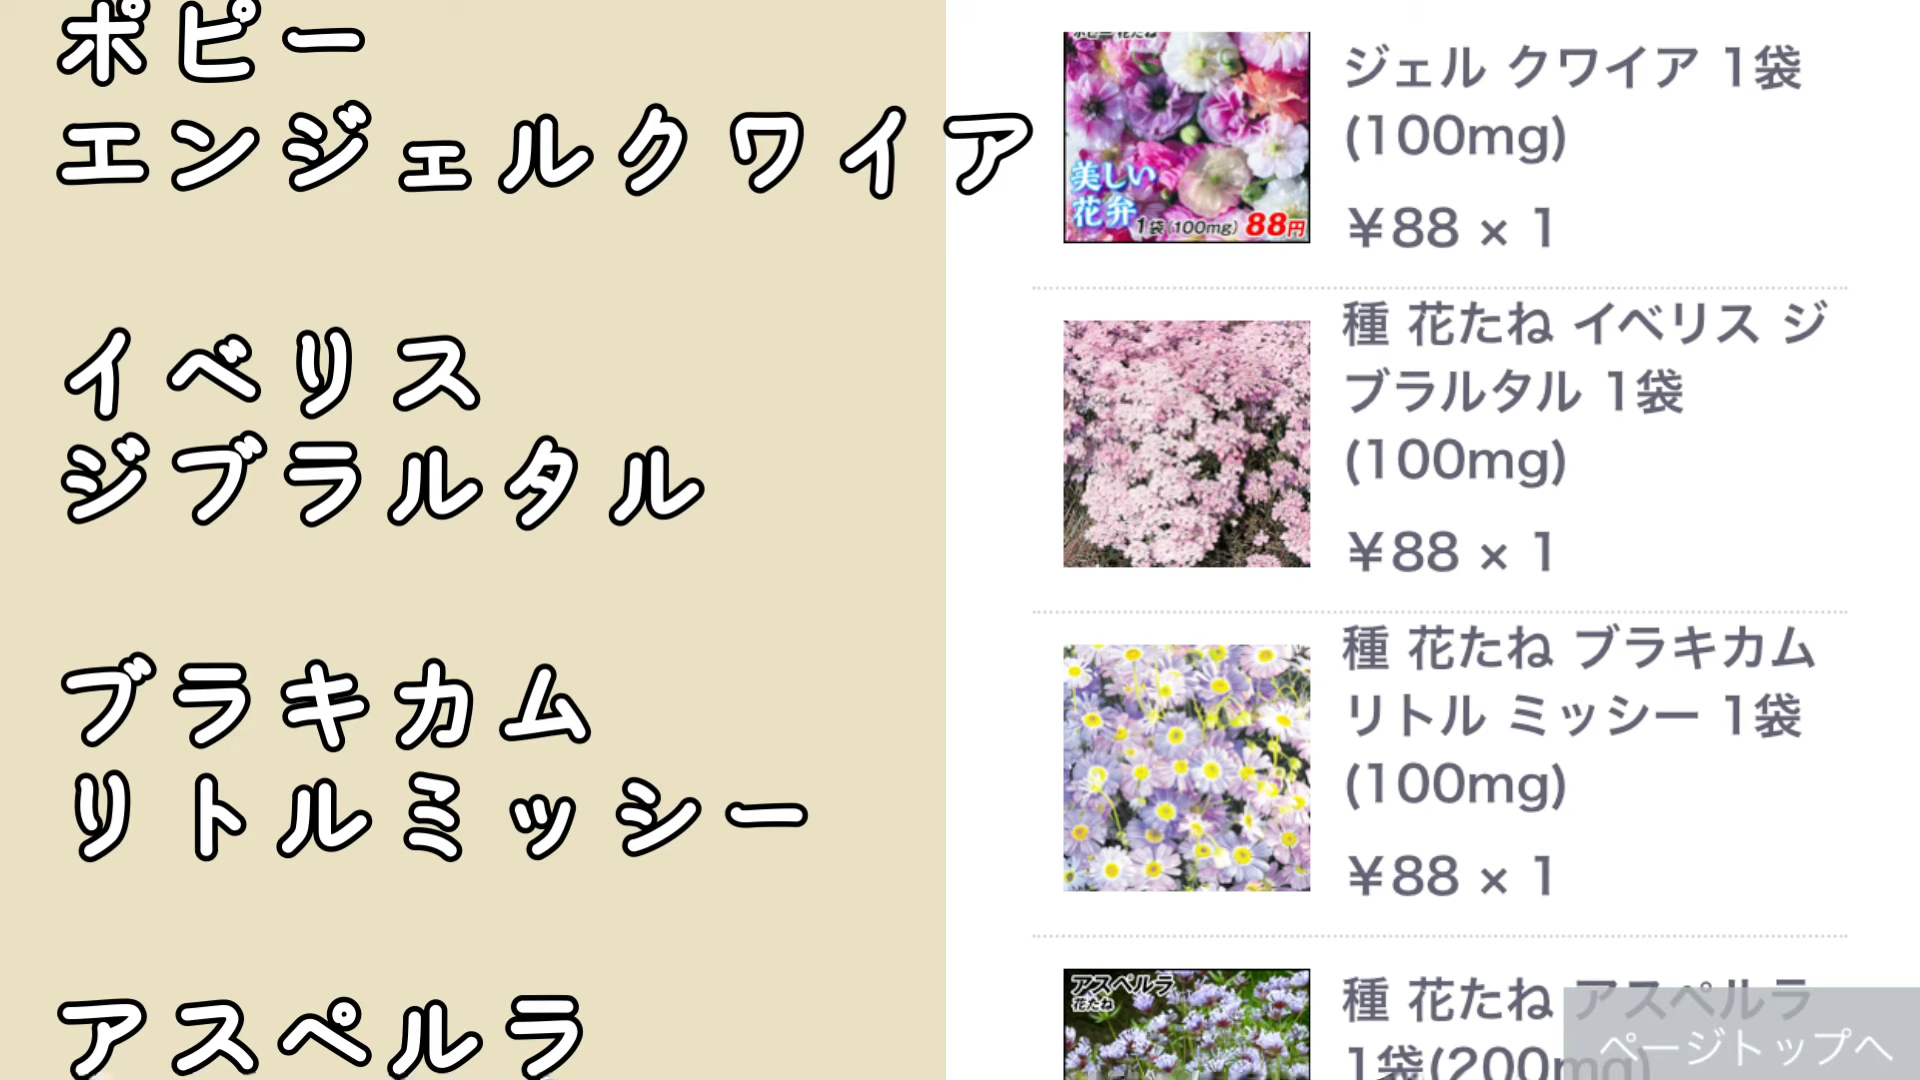 ポピー
エンジェルクワイア
イベリス
ジブラルタル
ブラキカム
リトルミッシー
アスペルラ
ポピー 花たね
美しい
花弁
1袋(100mg) 88円
ジェル クワイア 1袋
(100mg)
¥88 × 1
種 花たね イベリス ジ
ブラルタル 1袋
(100mg)
¥88 × 1
種 花たね ブラキカム
リトル ミッシー 1袋
(100mg)
¥88 × 1
アスペルラ
花たね
種 花たね アスペルラ
1袋(200mg)
ページトップへ